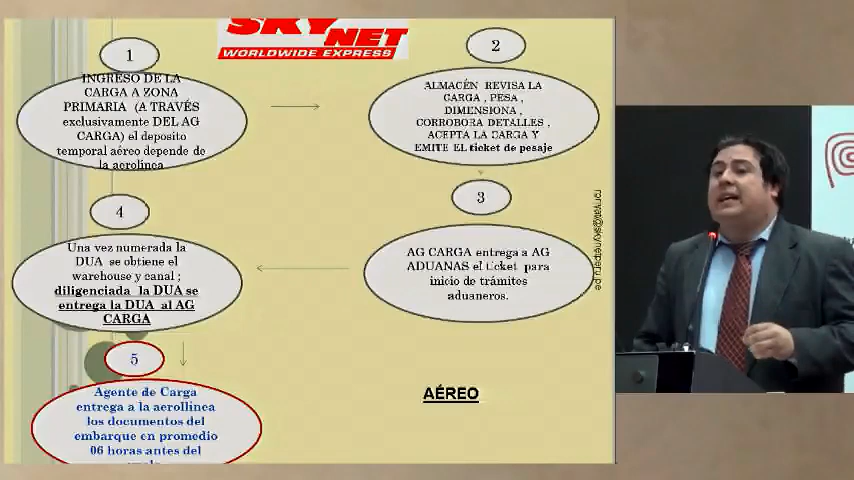 SKY NET
WORLDWIDE EXPRESS
1
INGRESO DE LA
CARGA A ZONA
PRIMARIA (A TRAVÉS
exclusivamente DEL AG
CARGA) el deposito
temporal aéreo depende de
la aerolínea
2
ALMACÉN REVISA LA
CARGA , PESA ,
DIMENSIONA ,
CORROBORA DETALLES ,
ACEPTA LA CARGA Y
EMITE EL ticket de pesaje
3
AG CARGA entrega a AG
ADUANAS el ticket para
inicio de trámites
aduaneros.
4
Una vez numerada la
DUA se obtiene el
warehouse y canal ;
diligenciada la DUA se
entrega la DUA al AG
CARGA
5
Agente de Carga
entrega a la aerollinea
los documentos del
embarque en promedio
06 horas antes del
AÉREO